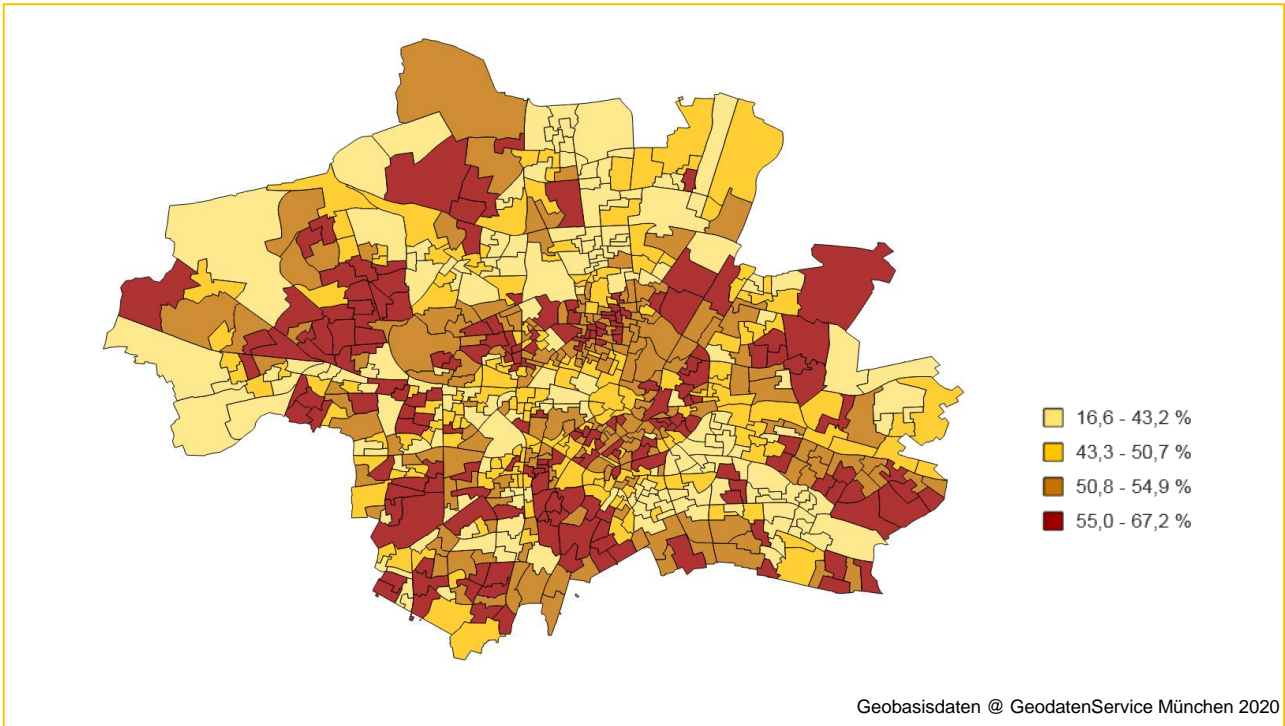 16,6 - 43,2 %
43,3 - 50,7 %
50,8 - 54,9 %
55,0 - 67,2 %
Geobasisdaten @ GeodatenService München 2020